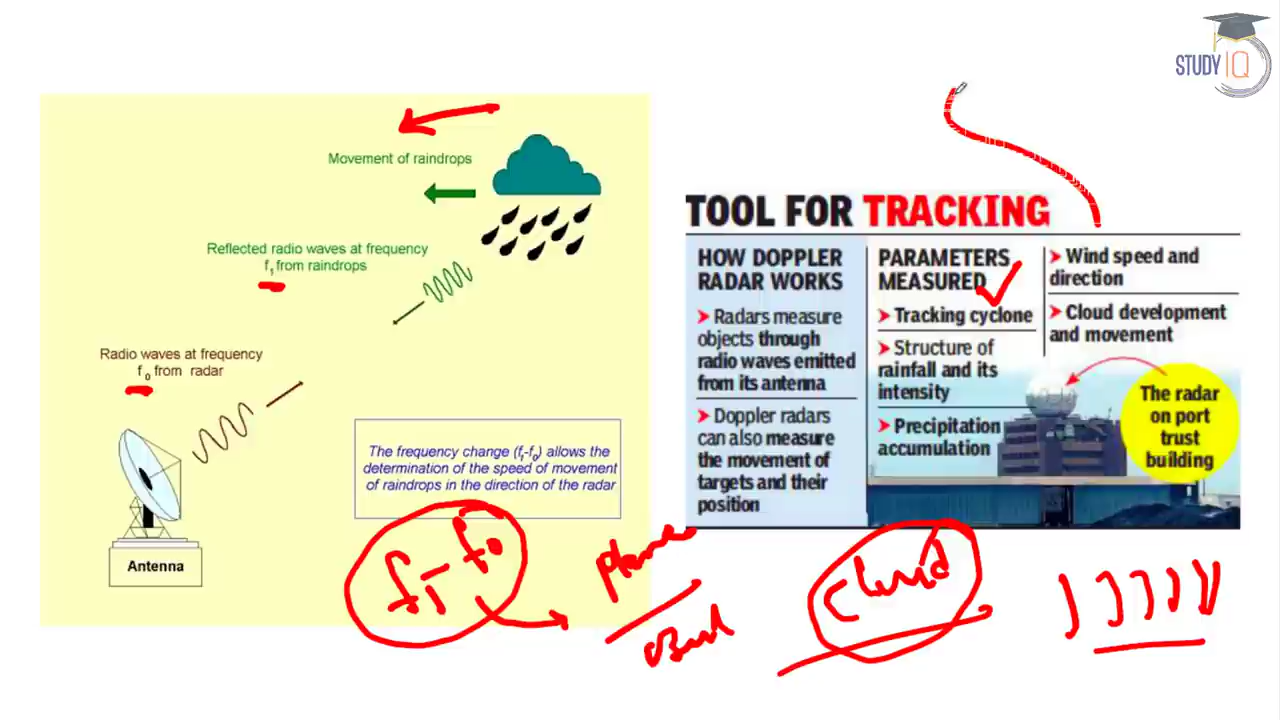 STUDY IQ
Movement of raindrops
Reflected radio waves at frequency
f1 from raindrops
Radio waves at frequency
f0 from radar
The frequency change (f1-f0) allows the
determination of the speed of movement
of raindrops in the direction of the radar
Antenna
TOOL FOR TRACKING
HOW DOPPLER
RADAR WORKS
Radars measure
objects through
radio waves emitted
from its antenna
Doppler radars
can also measure
the movement of
targets and their
position
PARAMETERS
MEASURED
Tracking cyclone
Structure of
rainfall and its
intensity
Precipitation
accumulation
Wind speed and
direction
Cloud development
and movement
The radar
on port
trust
building
f1-f0
cloud